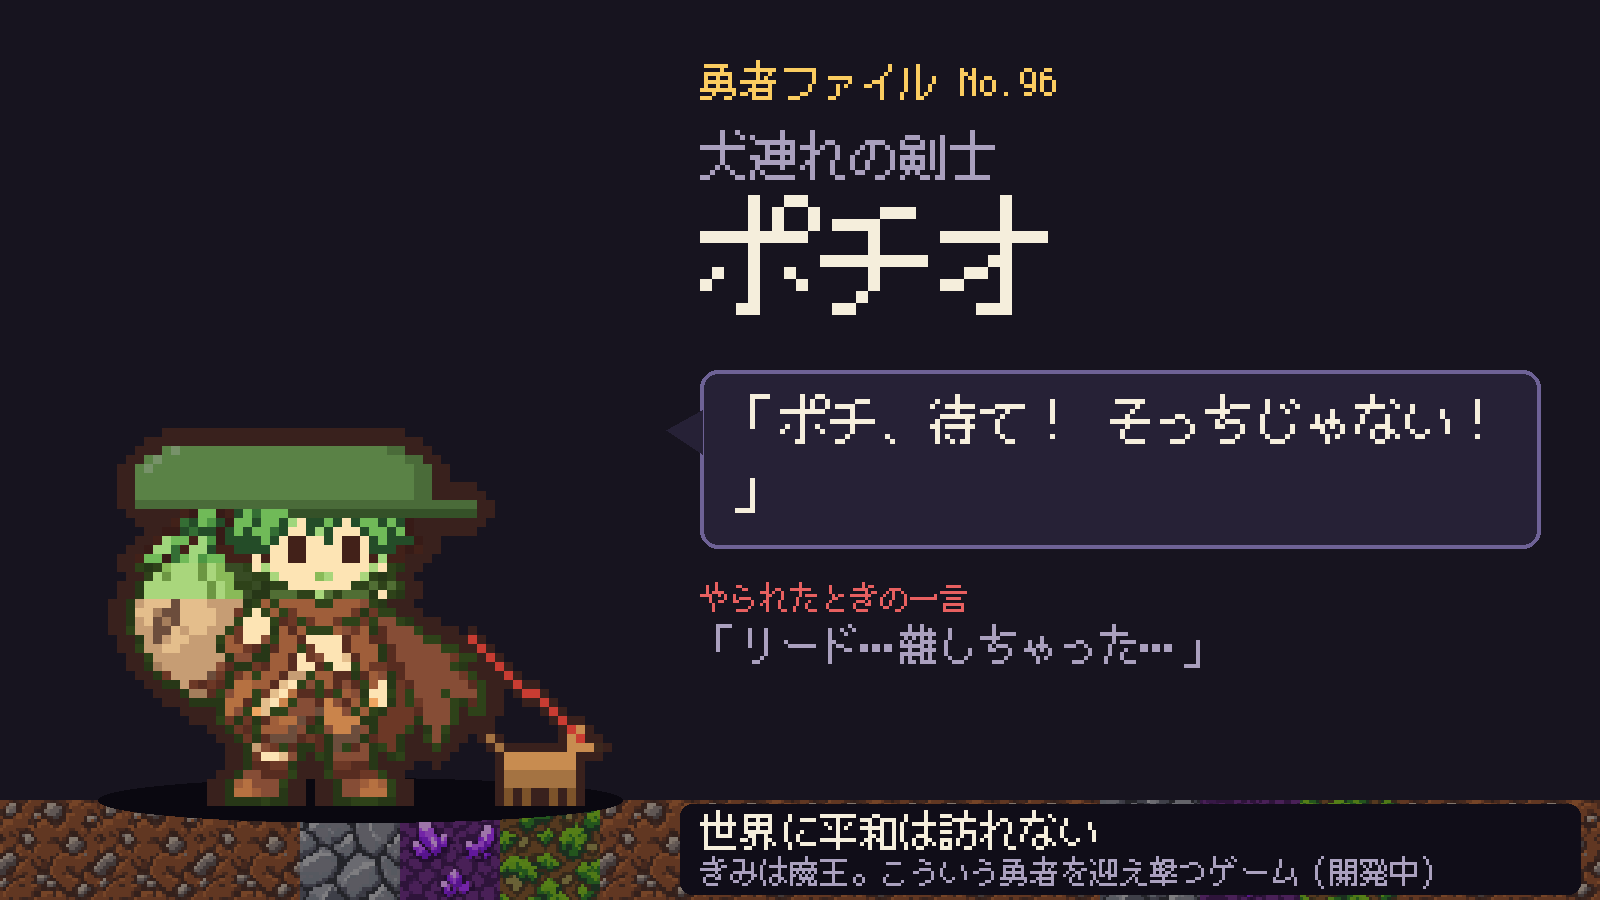 勇者ファイル No.96
犬連れの剣士
ポチオ
「ポチ、待て！ そっちじゃない！
」
やられたときの一言
「リード…離しちゃった…」
世界に平和は訪れない
きみは魔王。こういう勇者を迎え撃つゲーム（開発中）